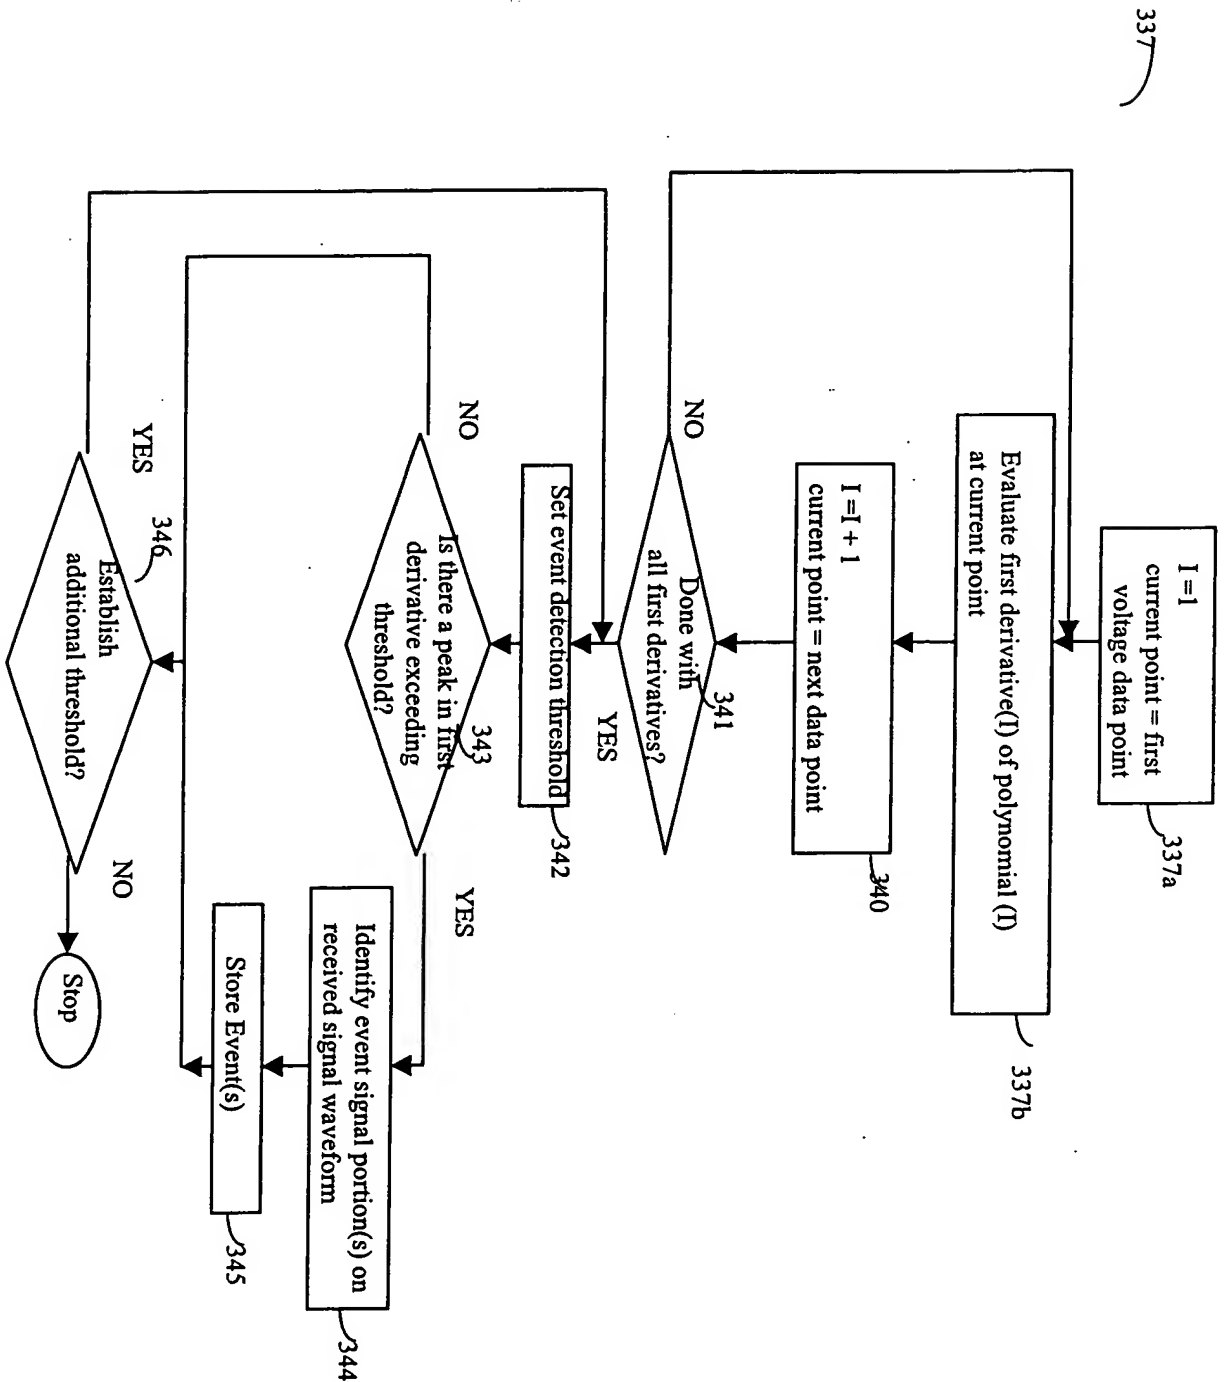 337
I =1
current point = first
voltage data point
337a
Evaluate first derivative(I) of polynomial (I)
at current point
337b
I =I + 1
current point = next data point
340
NO
Done with
all first derivatives?
341
YES
Set event detection threshold
342
NO
Is there a peak in first
derivative exceeding
threshold?
343
YES
Identify event signal portion(s) on
received signal waveform
344
Store Event(s)
345
YES
346
Establish
additional threshold?
NO
Stop